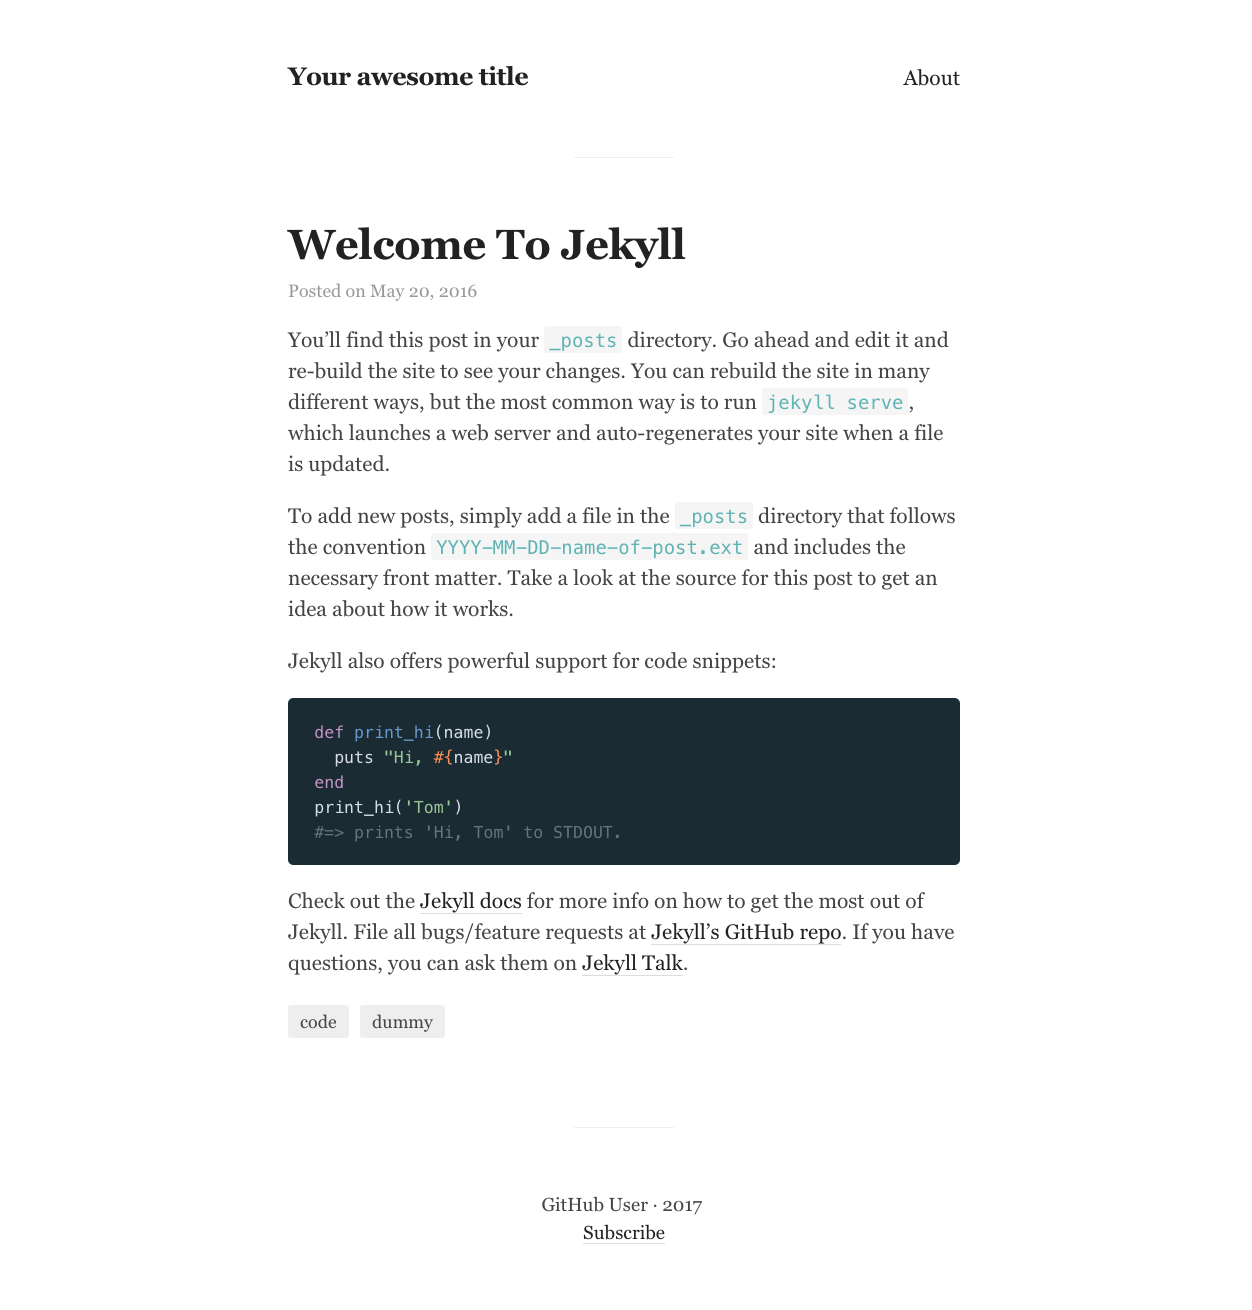 Your awesome title
About
Welcome To Jekyll
Posted on May 20, 2016
You’ll find this post in your _posts directory. Go ahead and edit it and
re-build the site to see your changes. You can rebuild the site in many
different ways, but the most common way is to run jekyll serve,
which launches a web server and auto-regenerates your site when a file
is updated.
To add new posts, simply add a file in the _posts directory that follows
the convention YYYY-MM-DD-name-of-post.ext and includes the
necessary front matter. Take a look at the source for this post to get an
idea about how it works.
Jekyll also offers powerful support for code snippets:
def print_hi(name)
  puts "Hi, #{name}"
end
print_hi('Tom')
#=> prints 'Hi, Tom' to STDOUT.
Check out the Jekyll docs for more info on how to get the most out of
Jekyll. File all bugs/feature requests at Jekyll’s GitHub repo. If you have
questions, you can ask them on Jekyll Talk.
code dummy
GitHub User · 2017
Subscribe